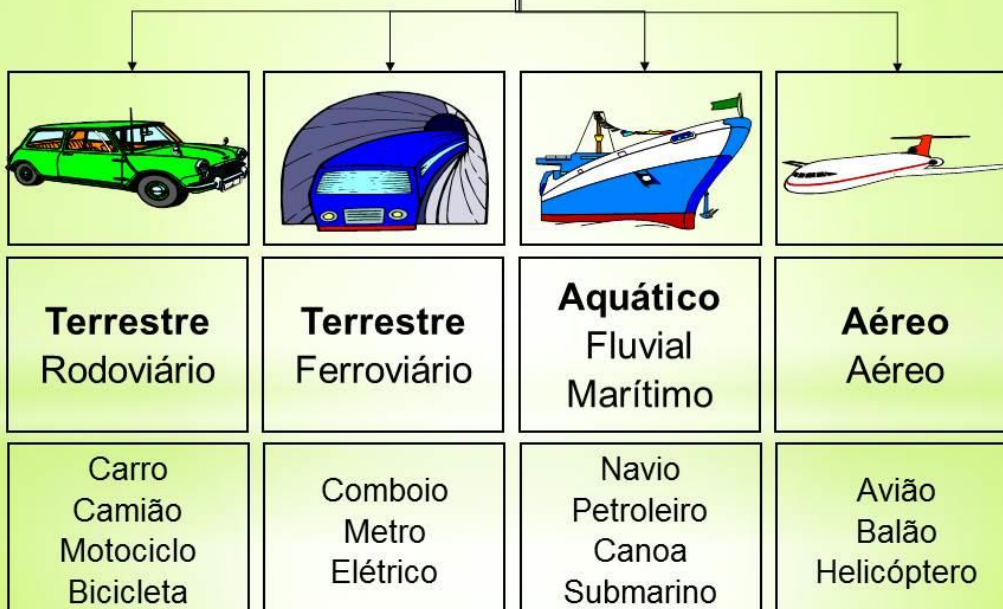 Terrestre
Rodoviário
Terrestre
Ferroviário
Aquático
Fluvial
Marítimo
Aéreo
Aéreo
Carro
Camião
Motociclo
Bicicleta
Comboio
Metro
Elétrico
Navio
Petroleiro
Canoa
Submarino
Avião
Balão
Helicóptero